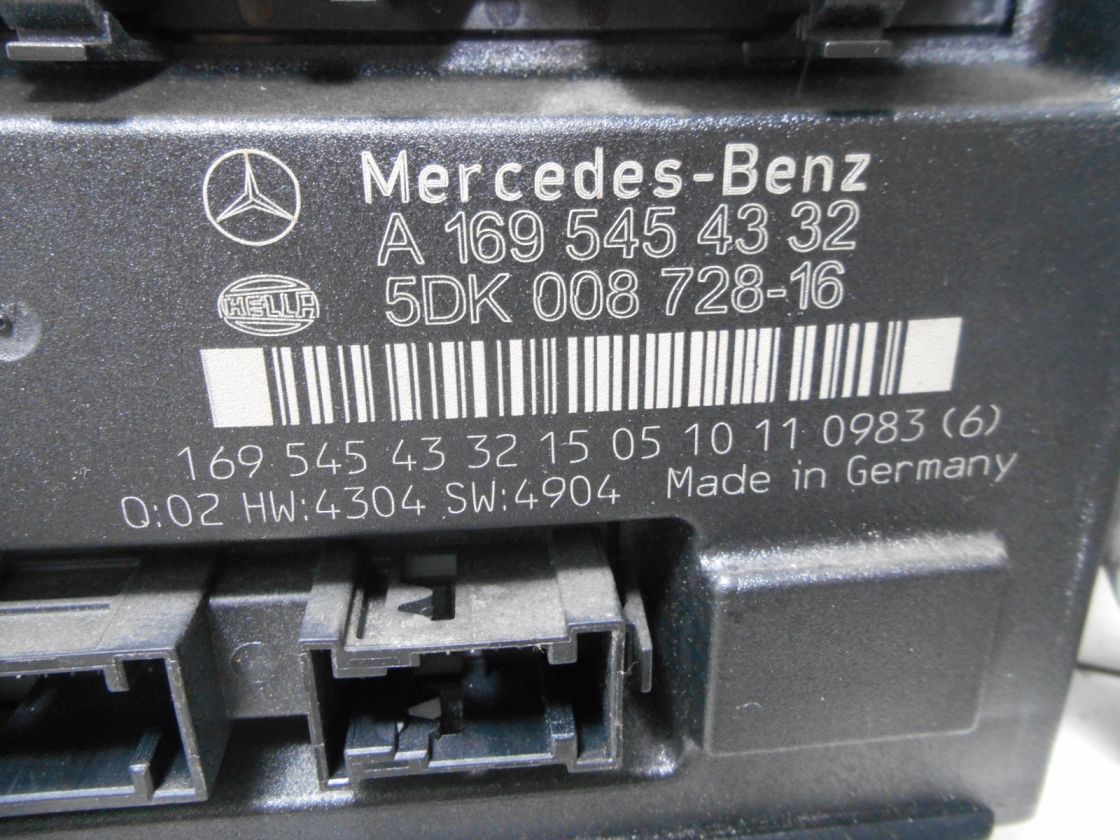 Mercedes-Benz
A 169 545 43 32
HELLA
5DK 008 728-16
169 545 43 32 15 05 10 11 0983 (6)
Q:02 HW:4304 SW:4904 Made in Germany